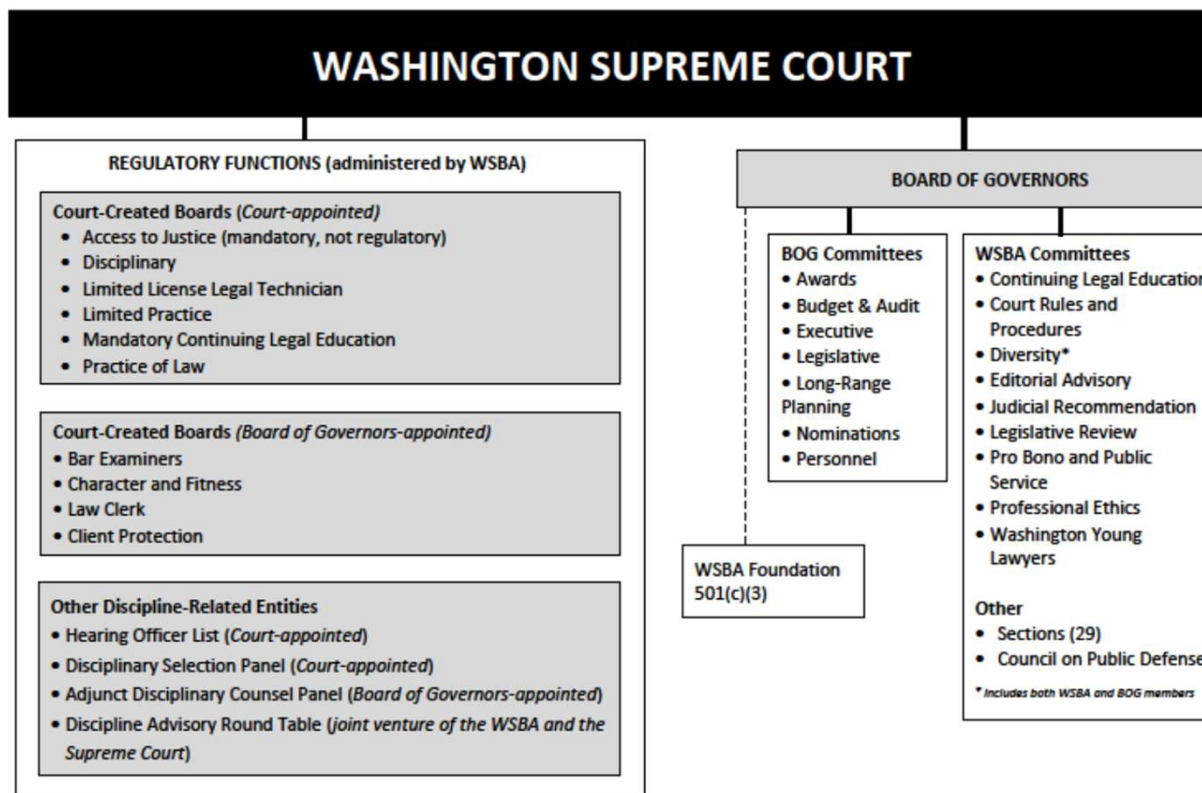 WASHINGTON SUPREME COURT
REGULATORY FUNCTIONS (administered by WSBA)
Court-Created Boards (Court-appointed)
• Access to Justice (mandatory, not regulatory)
• Disciplinary
• Limited License Legal Technician
• Limited Practice
• Mandatory Continuing Legal Education
• Practice of Law
Court-Created Boards (Board of Governors-appointed)
• Bar Examiners
• Character and Fitness
• Law Clerk
• Client Protection
Other Discipline-Related Entities
• Hearing Officer List (Court-appointed)
• Disciplinary Selection Panel (Court-appointed)
• Adjunct Disciplinary Counsel Panel (Board of Governors-appointed)
• Discipline Advisory Round Table (joint venture of the WSBA and the
Supreme Court)
BOARD OF GOVERNORS
BOG Committees
• Awards
• Budget & Audit
• Executive
• Legislative
• Long-Range
Planning
• Nominations
• Personnel
WSBA Foundation
501(c)(3)
WSBA Committees
• Continuing Legal Education
• Court Rules and
Procedures
• Diversity*
• Editorial Advisory
• Judicial Recommendation
• Legislative Review
• Pro Bono and Public
Service
• Professional Ethics
• Washington Young
Lawyers
Other
• Sections (29)
• Council on Public Defense
* Includes both WSBA and BOG members